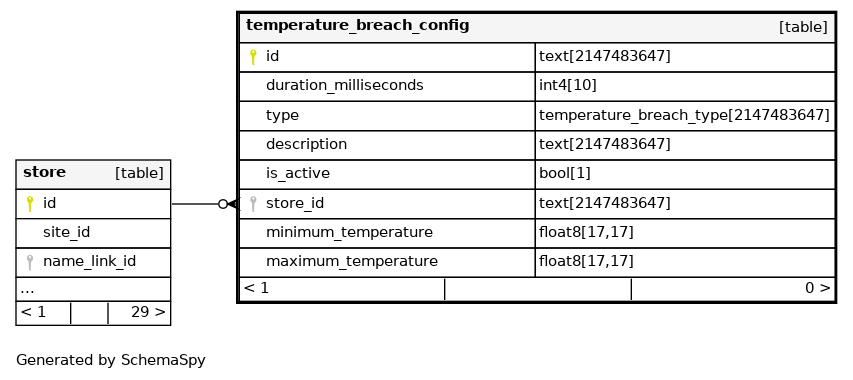 temperature_breach_config [table]
id text[2147483647]
duration_milliseconds int4[10]
type temperature_breach_type[2147483647]
description text[2147483647]
is_active bool[1]
store_id text[2147483647]
minimum_temperature float8[17,17]
maximum_temperature float8[17,17]
< 1 0 >
store [table]
id
site_id
name_link_id
...
< 1 29 >
Generated by SchemaSpy